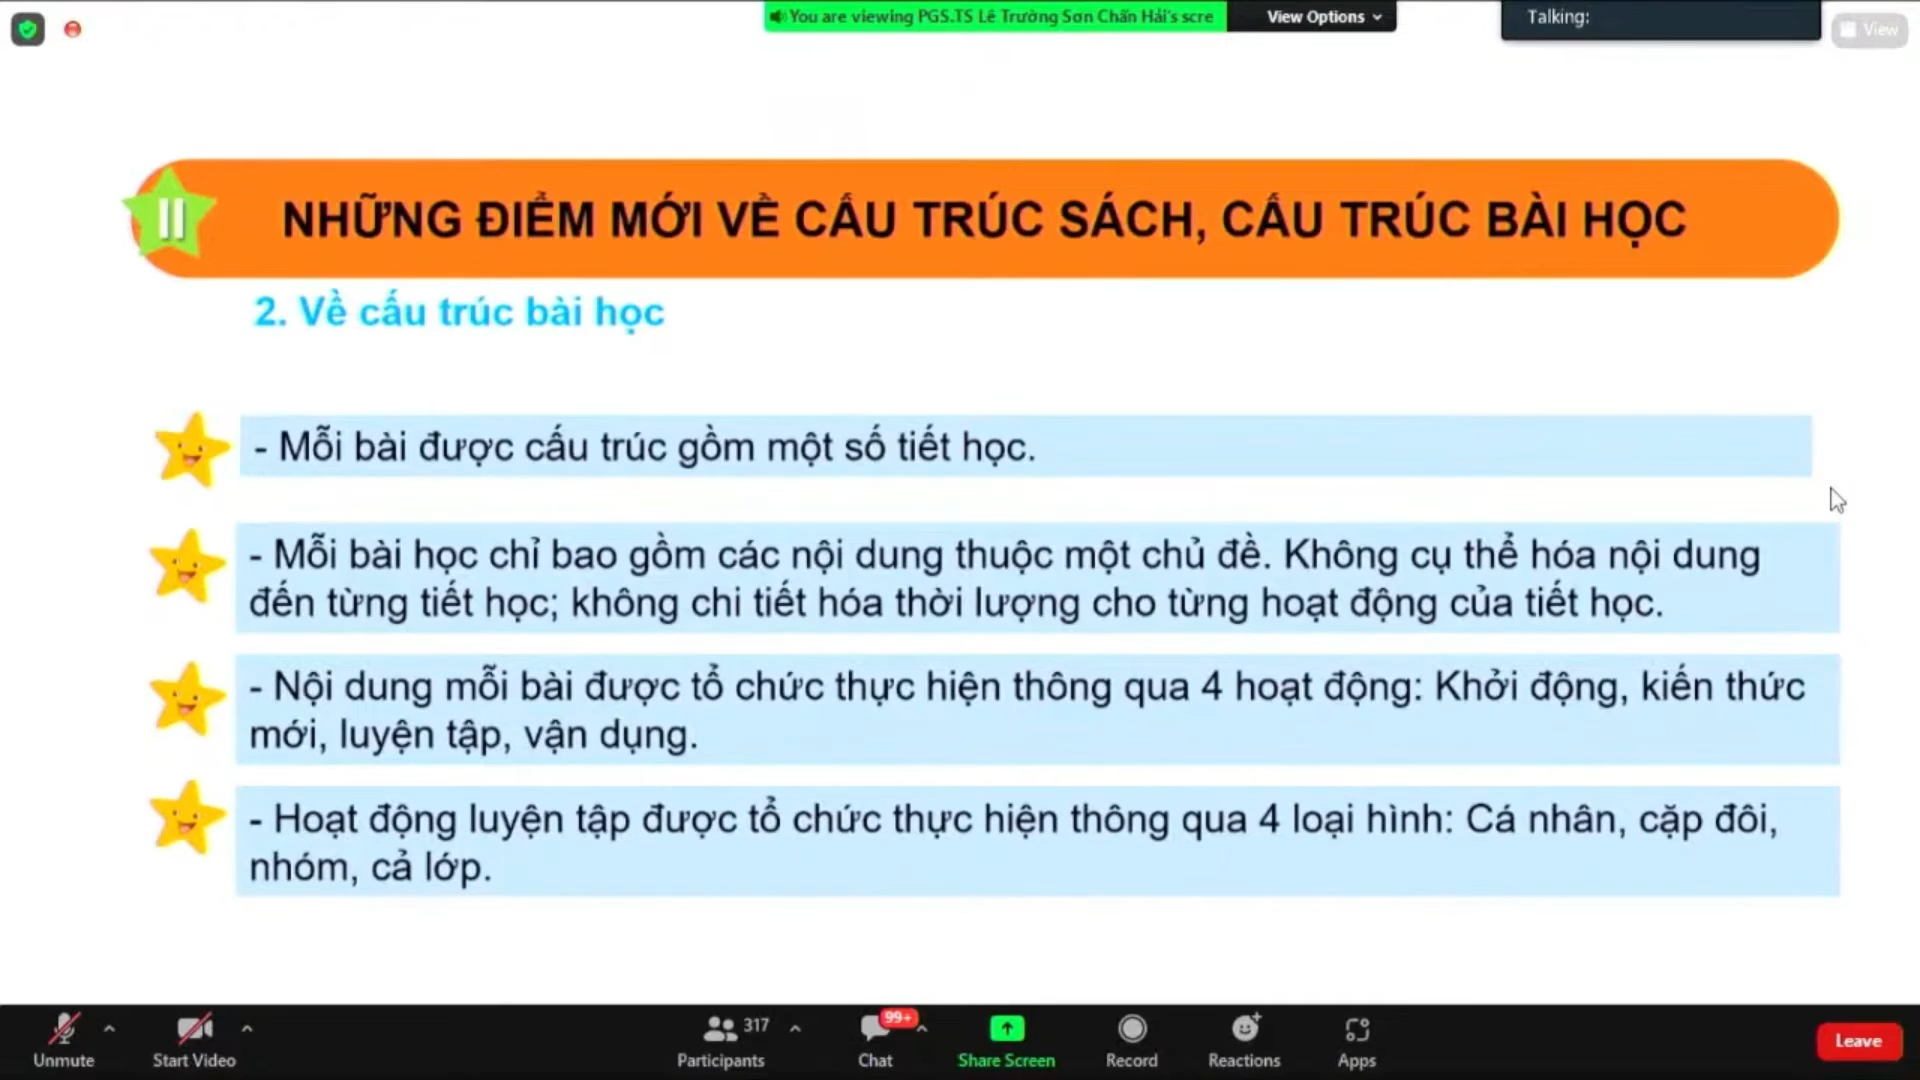 You are viewing PGS.TS Lê Trường Sơn Chấn Hải's scre
View Options
Talking:
View
II
NHỮNG ĐIỂM MỚI VỀ CẤU TRÚC SÁCH, CẤU TRÚC BÀI HỌC
2. Về cấu trúc bài học
- Mỗi bài được cấu trúc gồm một số tiết học.
- Mỗi bài học chỉ bao gồm các nội dung thuộc một chủ đề. Không cụ thể hóa nội dung
đến từng tiết học; không chi tiết hóa thời lượng cho từng hoạt động của tiết học.
- Nội dung mỗi bài được tổ chức thực hiện thông qua 4 hoạt động: Khởi động, kiến thức
mới, luyện tập, vận dụng.
- Hoạt động luyện tập được tổ chức thực hiện thông qua 4 loại hình: Cá nhân, cặp đôi,
nhóm, cả lớp.
317
99+
Unmute
Start Video
Participants
Chat
Share Screen
Record
Reactions
Apps
Leave